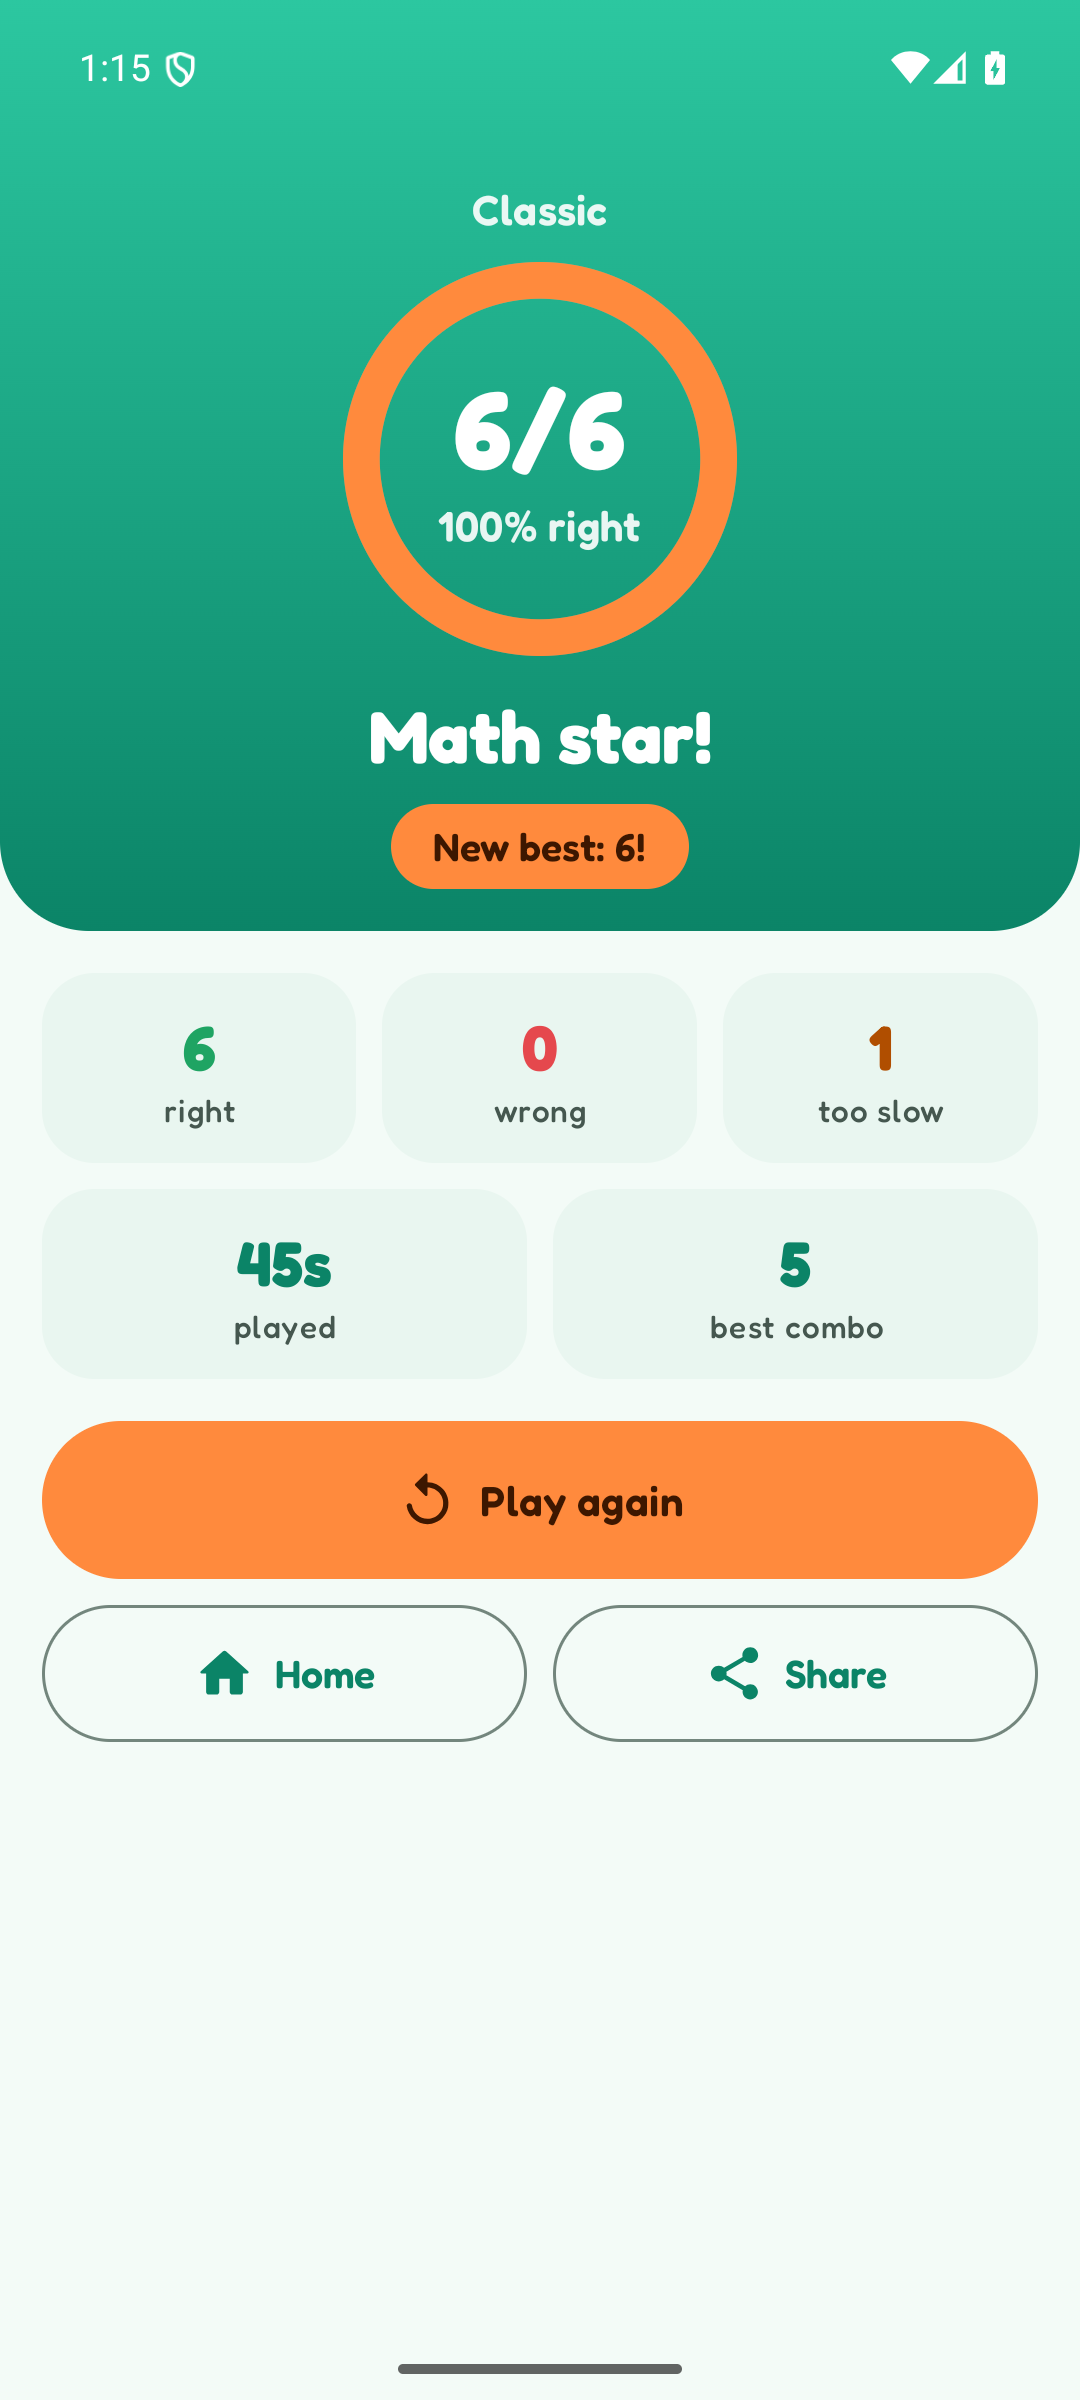 1:15
Classic
6/6
100% right
Math star!
New best: 6!
6
right
0
wrong
1
too slow
45s
played
5
best combo
Play again
Home
Share